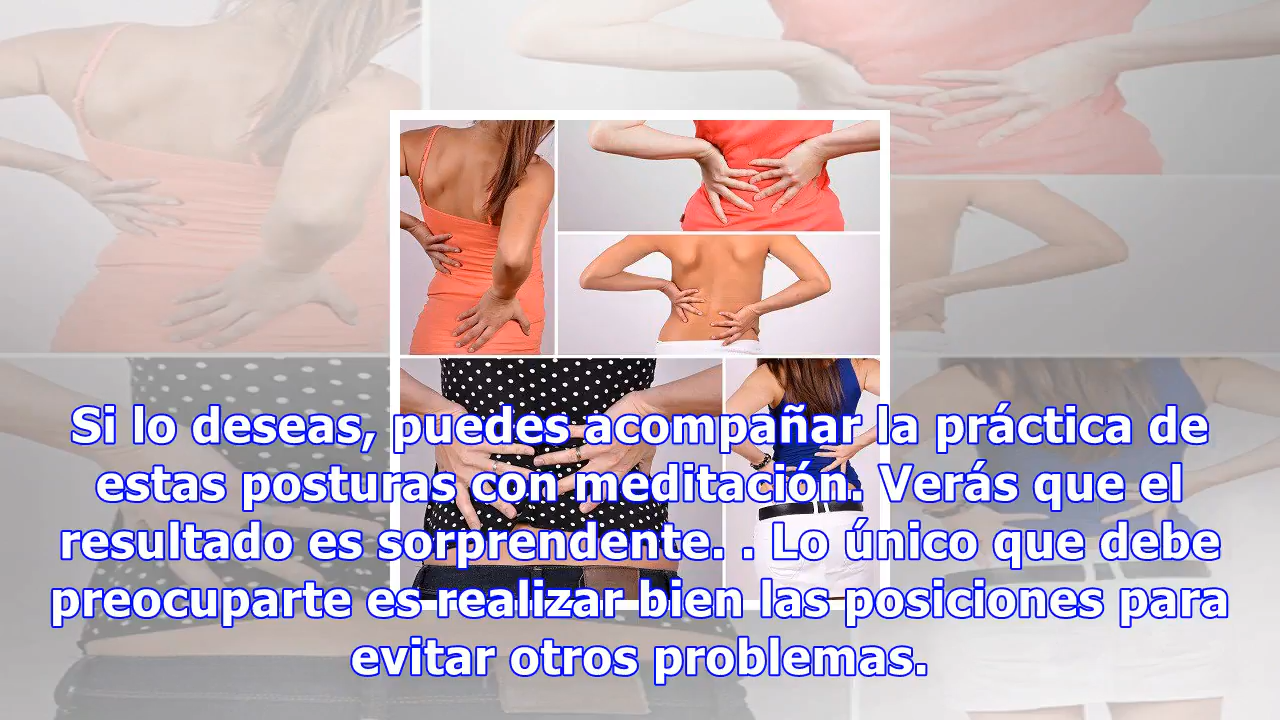 Si lo deseas, puedes acompañar la práctica de
estas posturas con meditación. Verás que el
resultado es sorprendente. . Lo único que debe
preocuparte es realizar bien las posiciones para
evitar otros problemas.